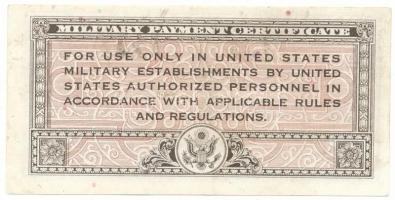 MILITARY PAYMENT CERTIFICATE
FOR USE ONLY IN UNITED STATES
MILITARY ESTABLISHMENTS BY UNITED
STATES AUTHORIZED PERSONNEL IN
ACCORDANCE WITH APPLICABLE RULES
AND REGULATIONS.